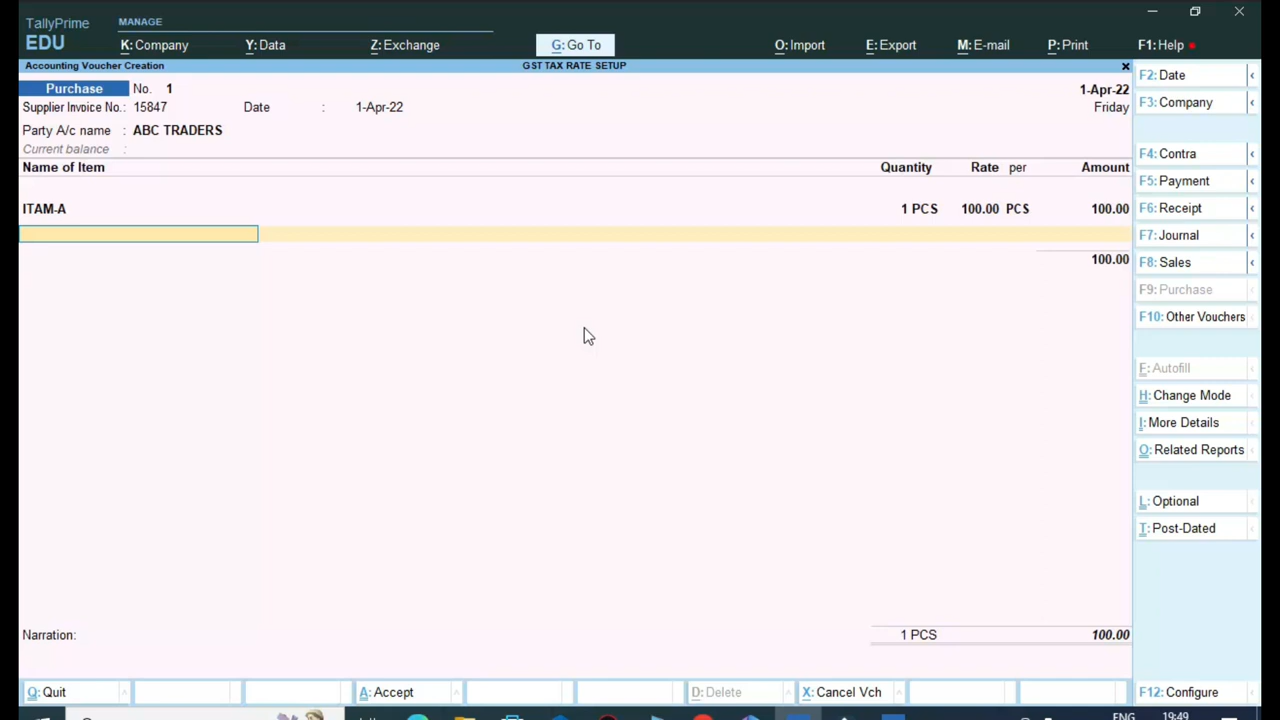 TallyPrime
EDU
MANAGE
K: Company Y: Data Z: Exchange G: Go To O: Import E: Export M: E-mail P: Print F1: Help
Accounting Voucher Creation GST TAX RATE SETUP x
Purchase No. 1 1-Apr-22
Supplier Invoice No.: 15847 Date : 1-Apr-22 Friday
Party A/c name : ABC TRADERS
Current balance :
Name of Item Quantity Rate per Amount
ITAM-A 1 PCS 100.00 PCS 100.00
100.00
Narration: 1 PCS 100.00
Q: Quit A: Accept D: Delete X: Cancel Vch F12: Configure
F2: Date
F3: Company
F4: Contra
F5: Payment
F6: Receipt
F7: Journal
F8: Sales
F9: Purchase
F10: Other Vouchers
F: Autofill
H: Change Mode
I: More Details
O: Related Reports
L: Optional
T: Post-Dated
ENG 19:49